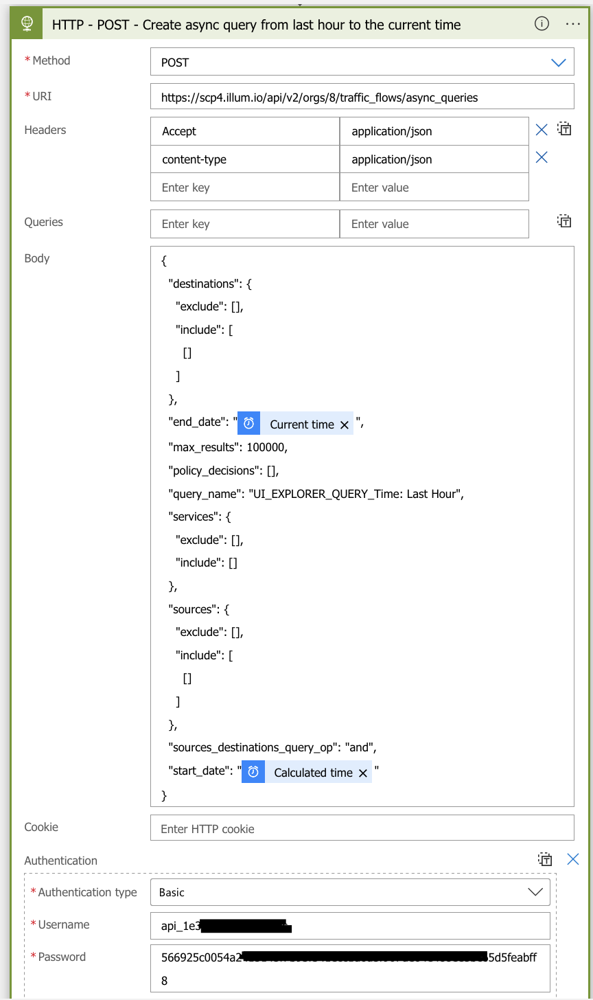 HTTP - POST - Create async query from last hour to the current time
* Method
POST
* URI
https://scp4.illum.io/api/v2/orgs/8/traffic_flows/async_queries
Headers
Accept application/json
content-type application/json
Enter key Enter value
Queries
Enter key Enter value
Body
{
"destinations": {
"exclude": [],
"include": [
[]
]
},
"end_date": " Current time ",
"max_results": 100000,
"policy_decisions": [],
"query_name": "UI_EXPLORER_QUERY_Time: Last Hour",
"services": {
"exclude": [],
"include": []
},
"sources": {
"exclude": [],
"include": [
[]
]
},
"sources_destinations_query_op": "and",
"start_date": " Calculated time "
}
Cookie
Enter HTTP cookie
Authentication
* Authentication type
Basic
* Username
api_1e3
* Password
566925c0054a2 5d5feabff
8